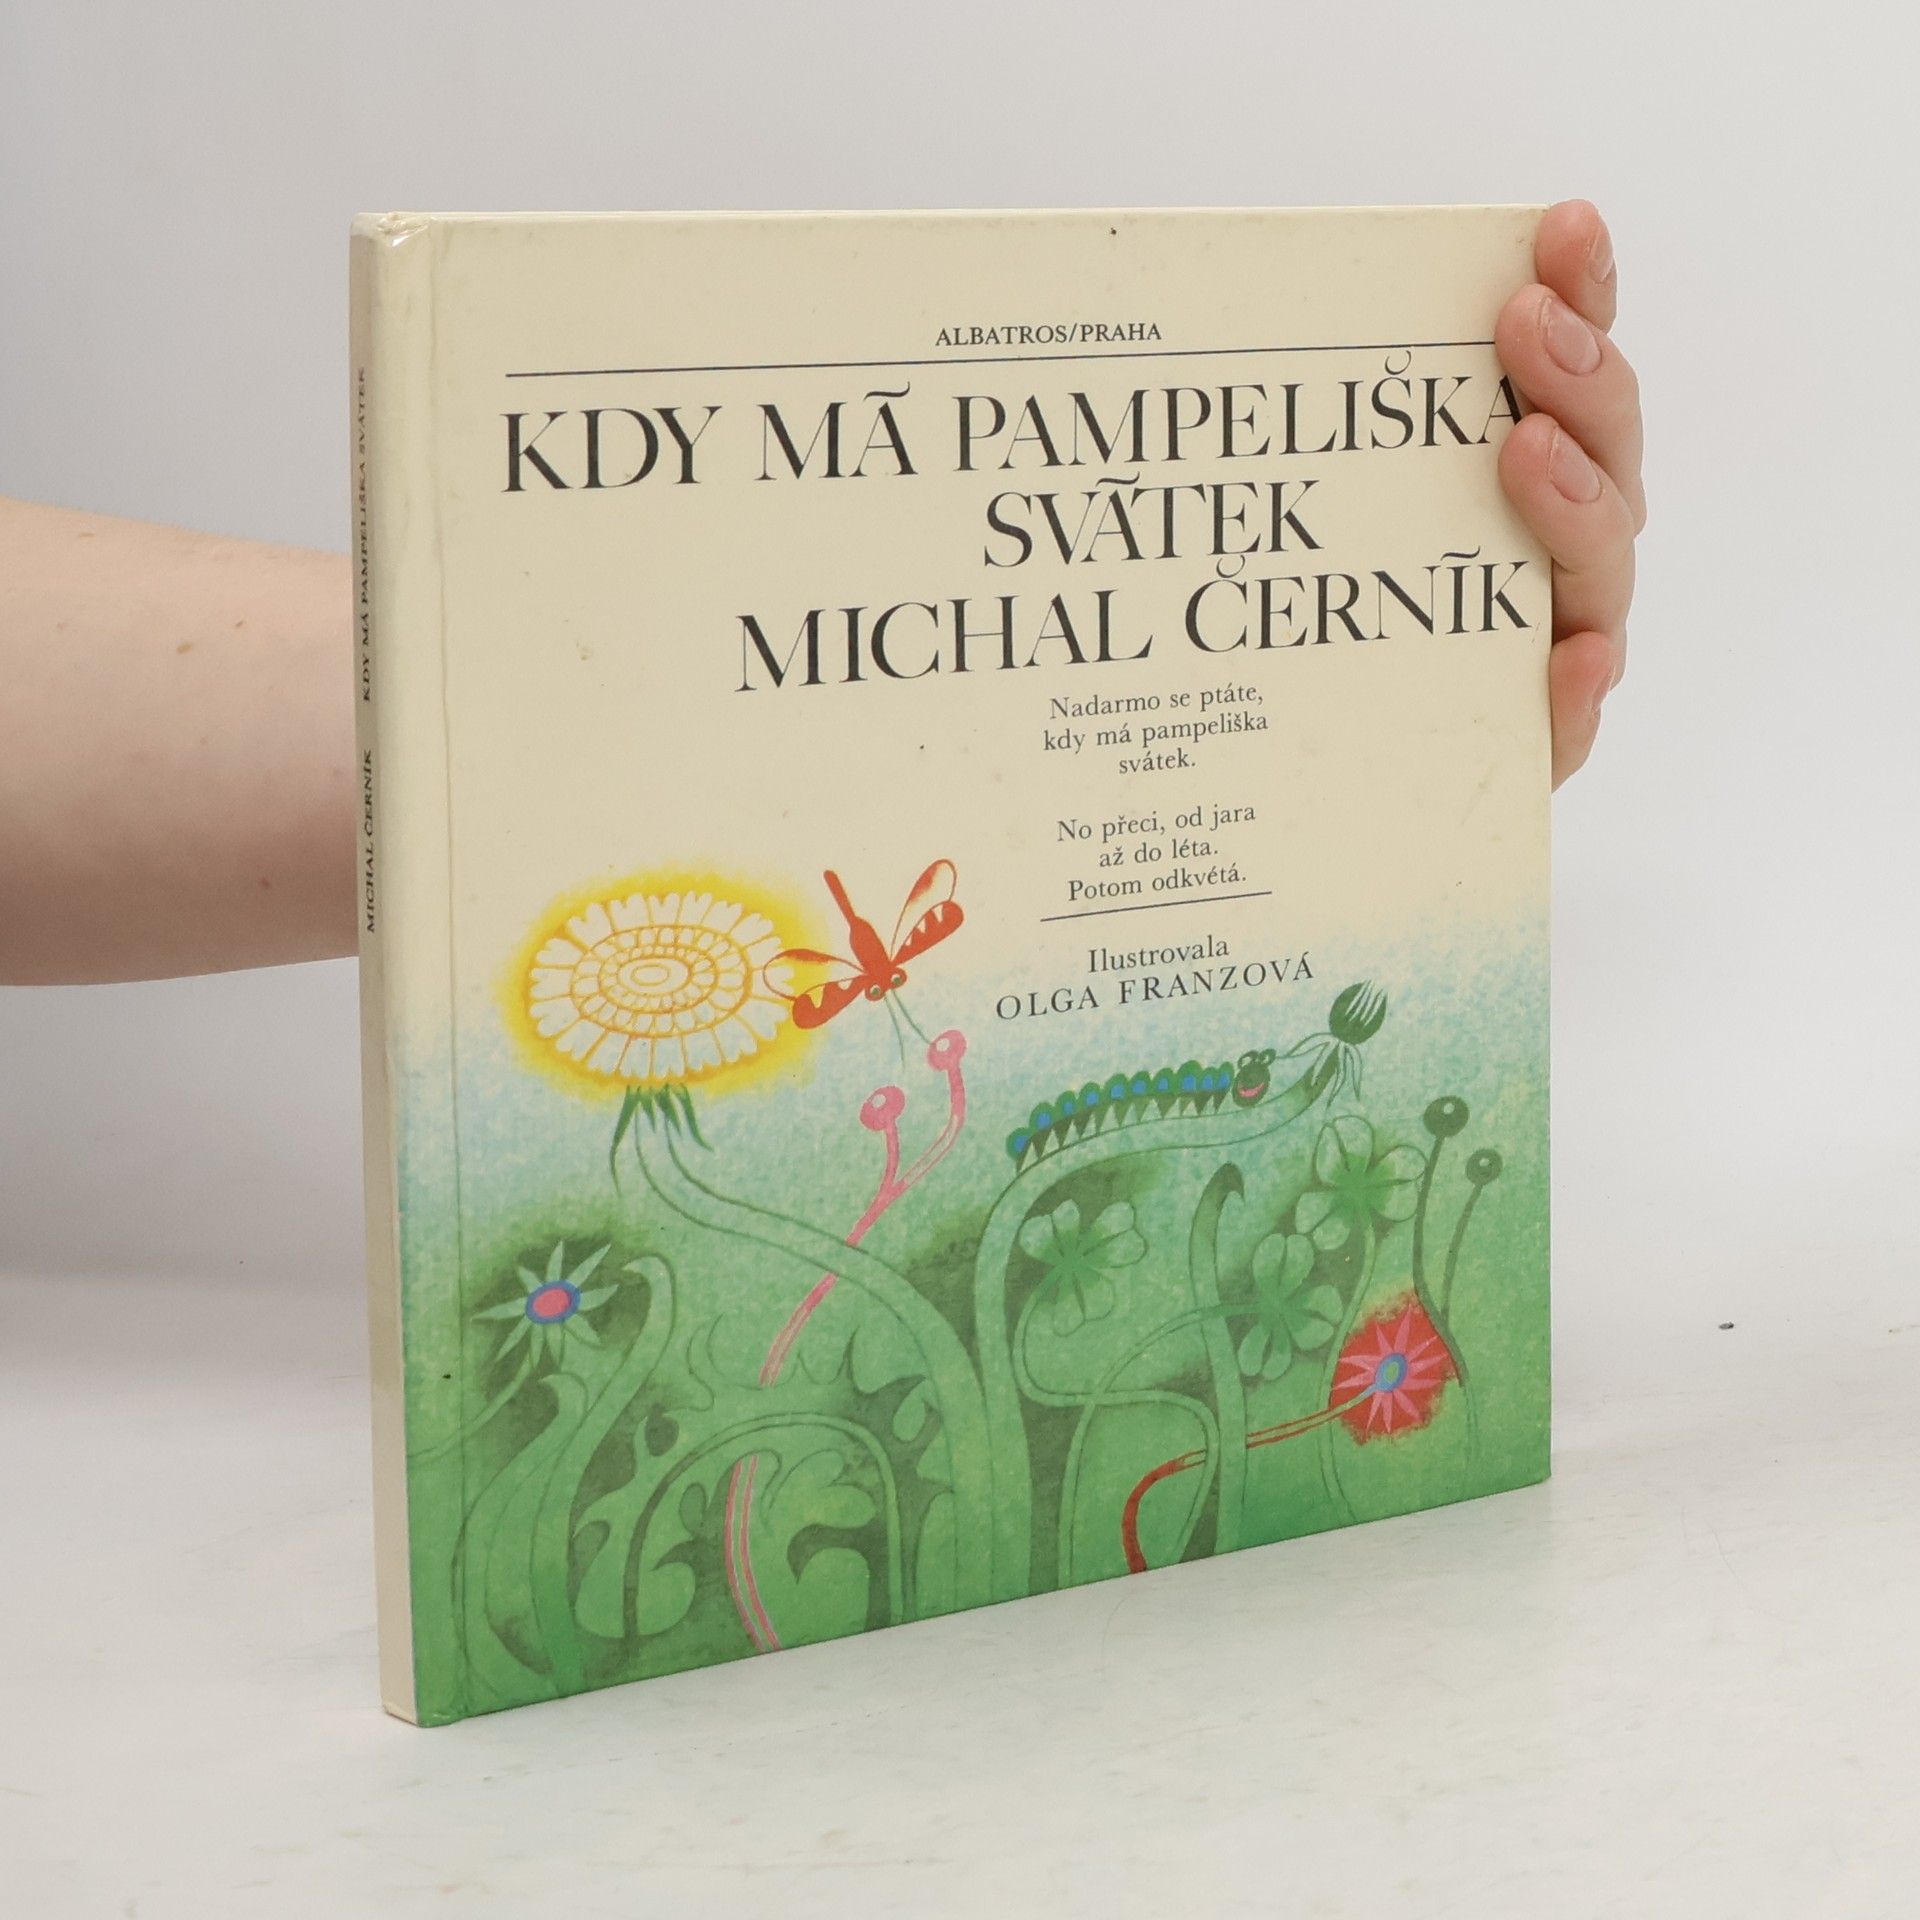 ALBATROS/PRAHA
KDY MÁ PAMPELIŠKA
SVÁTEK
MICHAL ČERNÍK
Nadarmo se ptáte,
kdy má pampeliška
svátek.
No přeci, od jara
až do léta.
Potom odkvétá.
Ilustrovala
OLGA FRANZOVÁ
MICHAL ČERNÍK KDY MÁ PAMPELIŠKA SVÁTEK